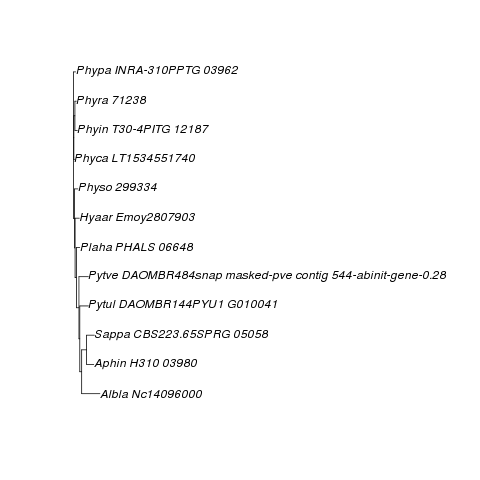 Phypa INRA-310PPTG 03962
Phyra 71238
Phyin T30-4PITG 12187
Phyca LT1534551740
Physo 299334
Hyaar Emoy2807903
Plaha PHALS 06648
Pytve DAOMBR484snap masked-pve contig 544-abinit-gene-0.28
Pytul DAOMBR144PYU1 G010041
Sappa CBS223.65SPRG 05058
Aphin H310 03980
Albla Nc14096000